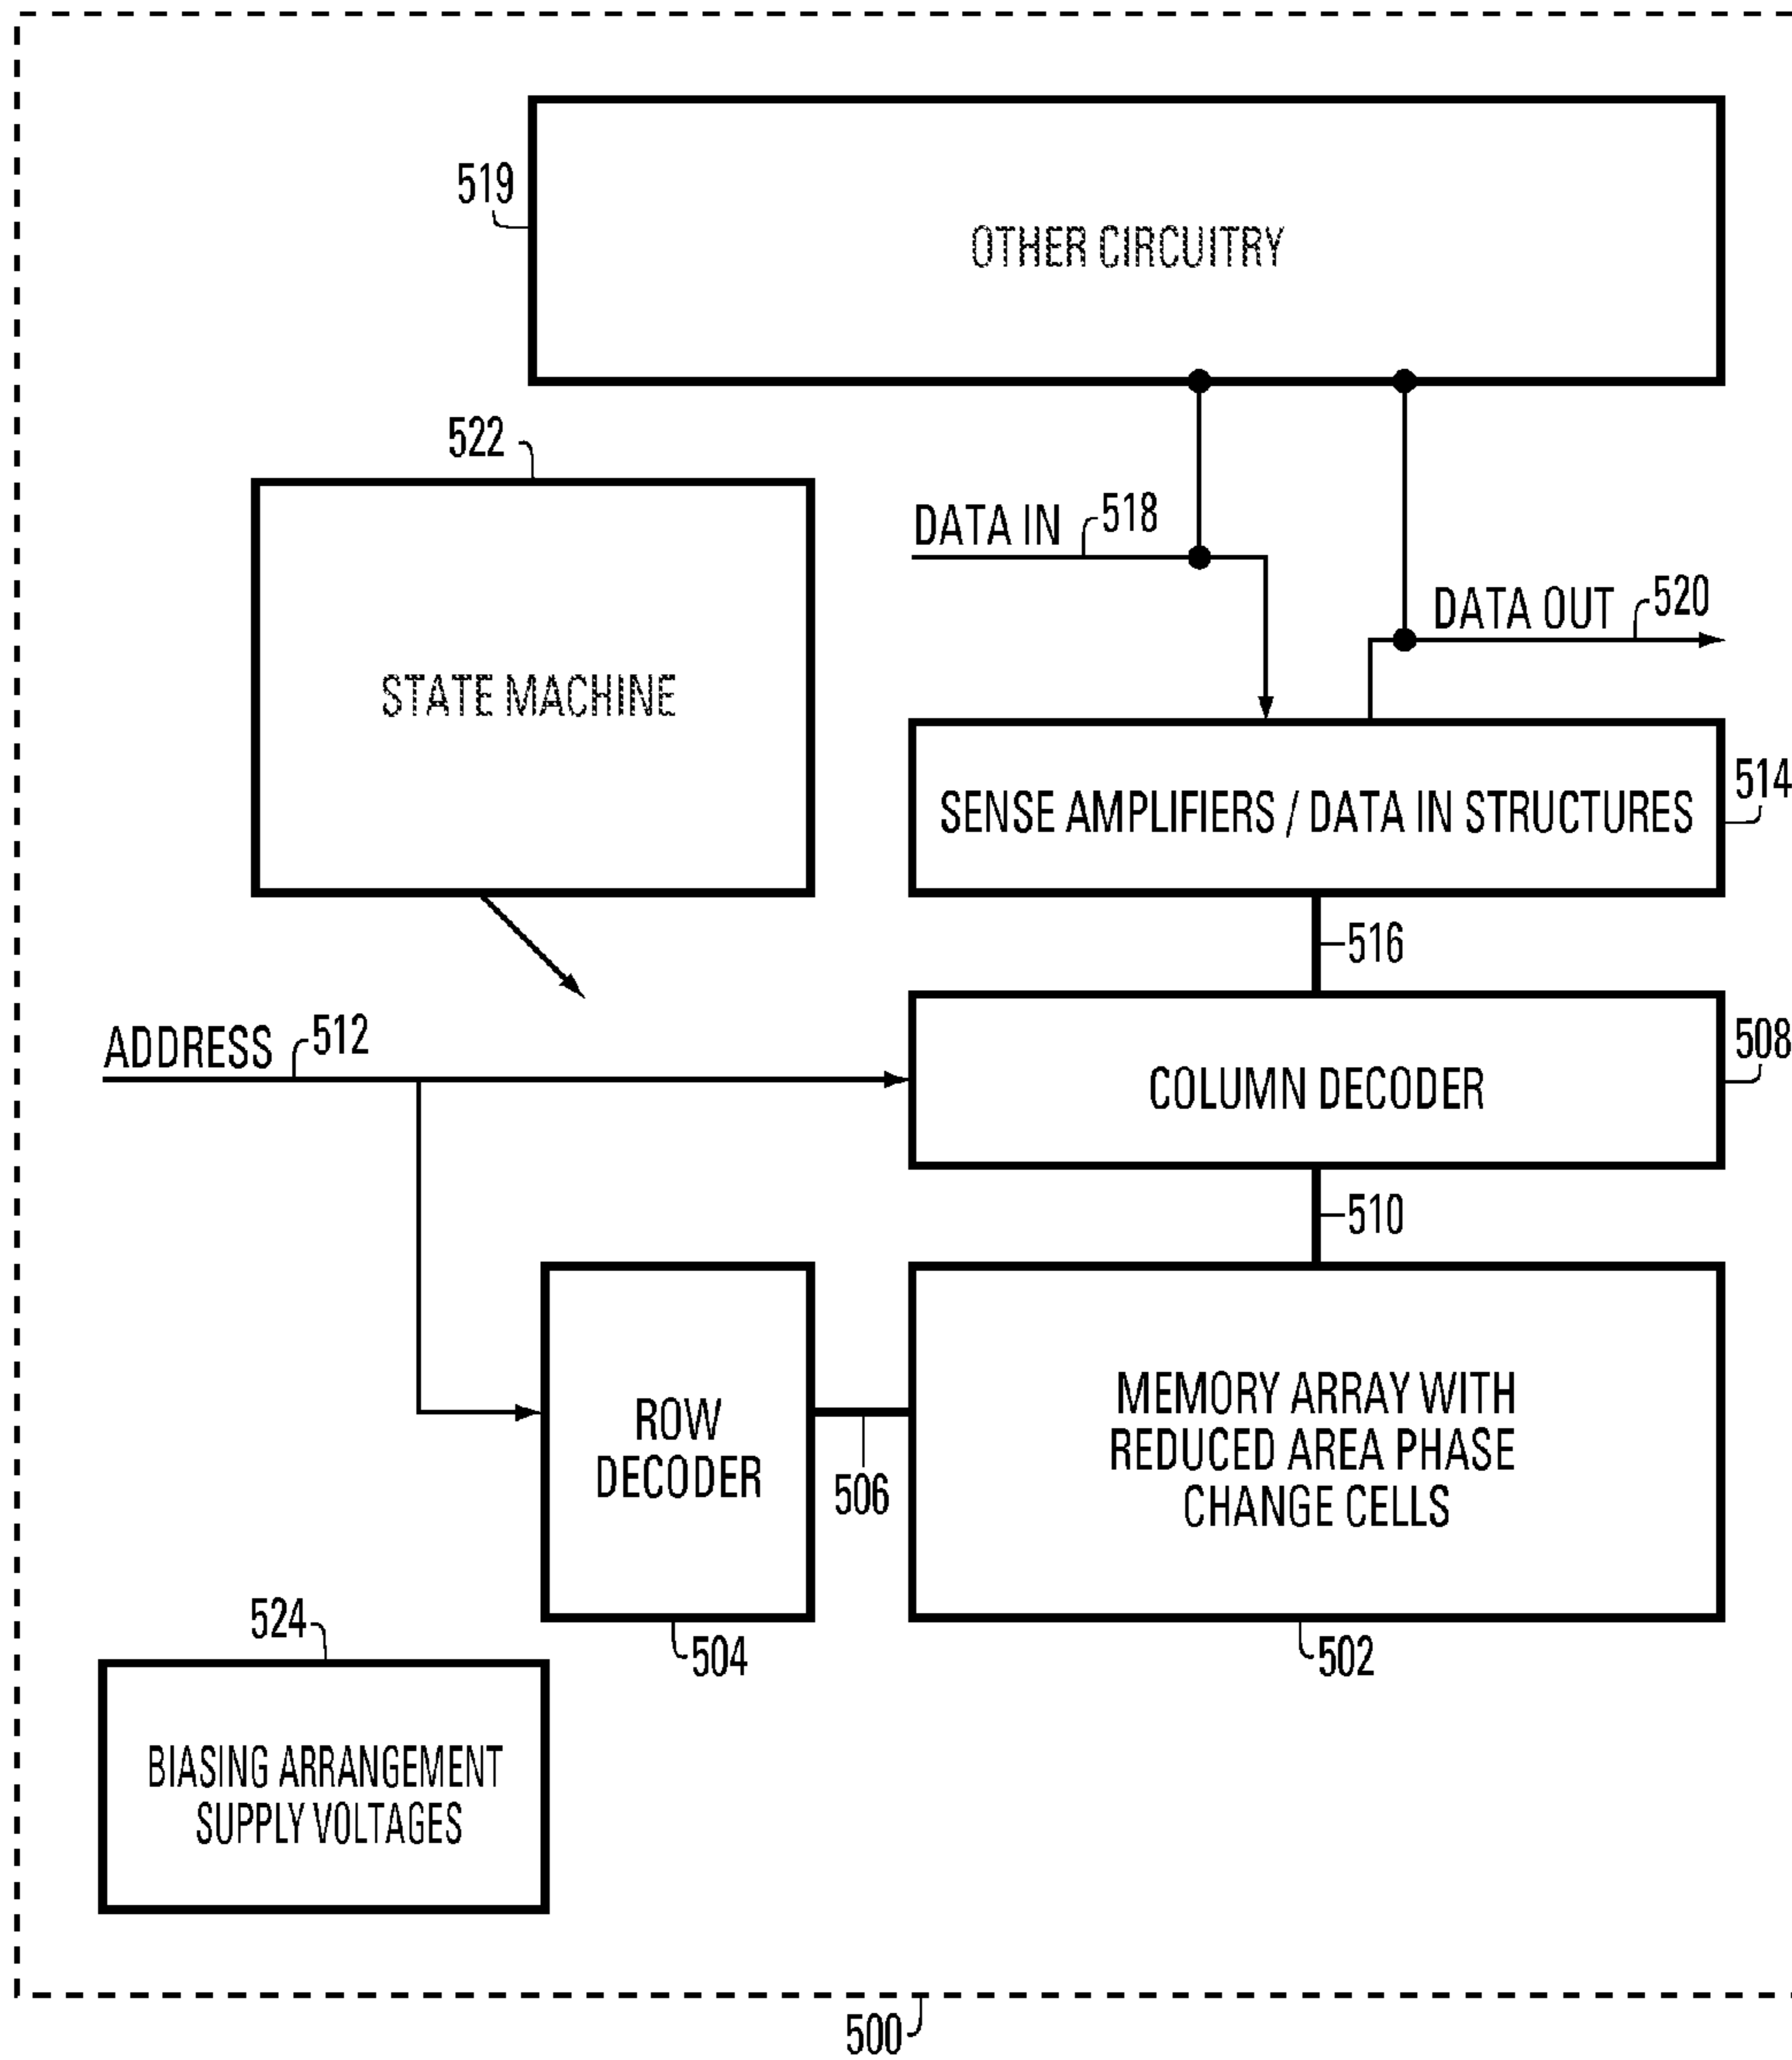 519
OTHER CIRCUITRY
522
DATA IN
518
DATA OUT
520
STATE MACHINE
SENSE AMPLIFIERS / DATA IN STRUCTURES
514
516
ADDRESS
512
COLUMN DECODER
508
510
ROW
DECODER
506
MEMORY ARRAY WITH
REDUCED AREA PHASE
CHANGE CELLS
524
504
502
BIASING ARRANGEMENT
SUPPLY VOLTAGES
500